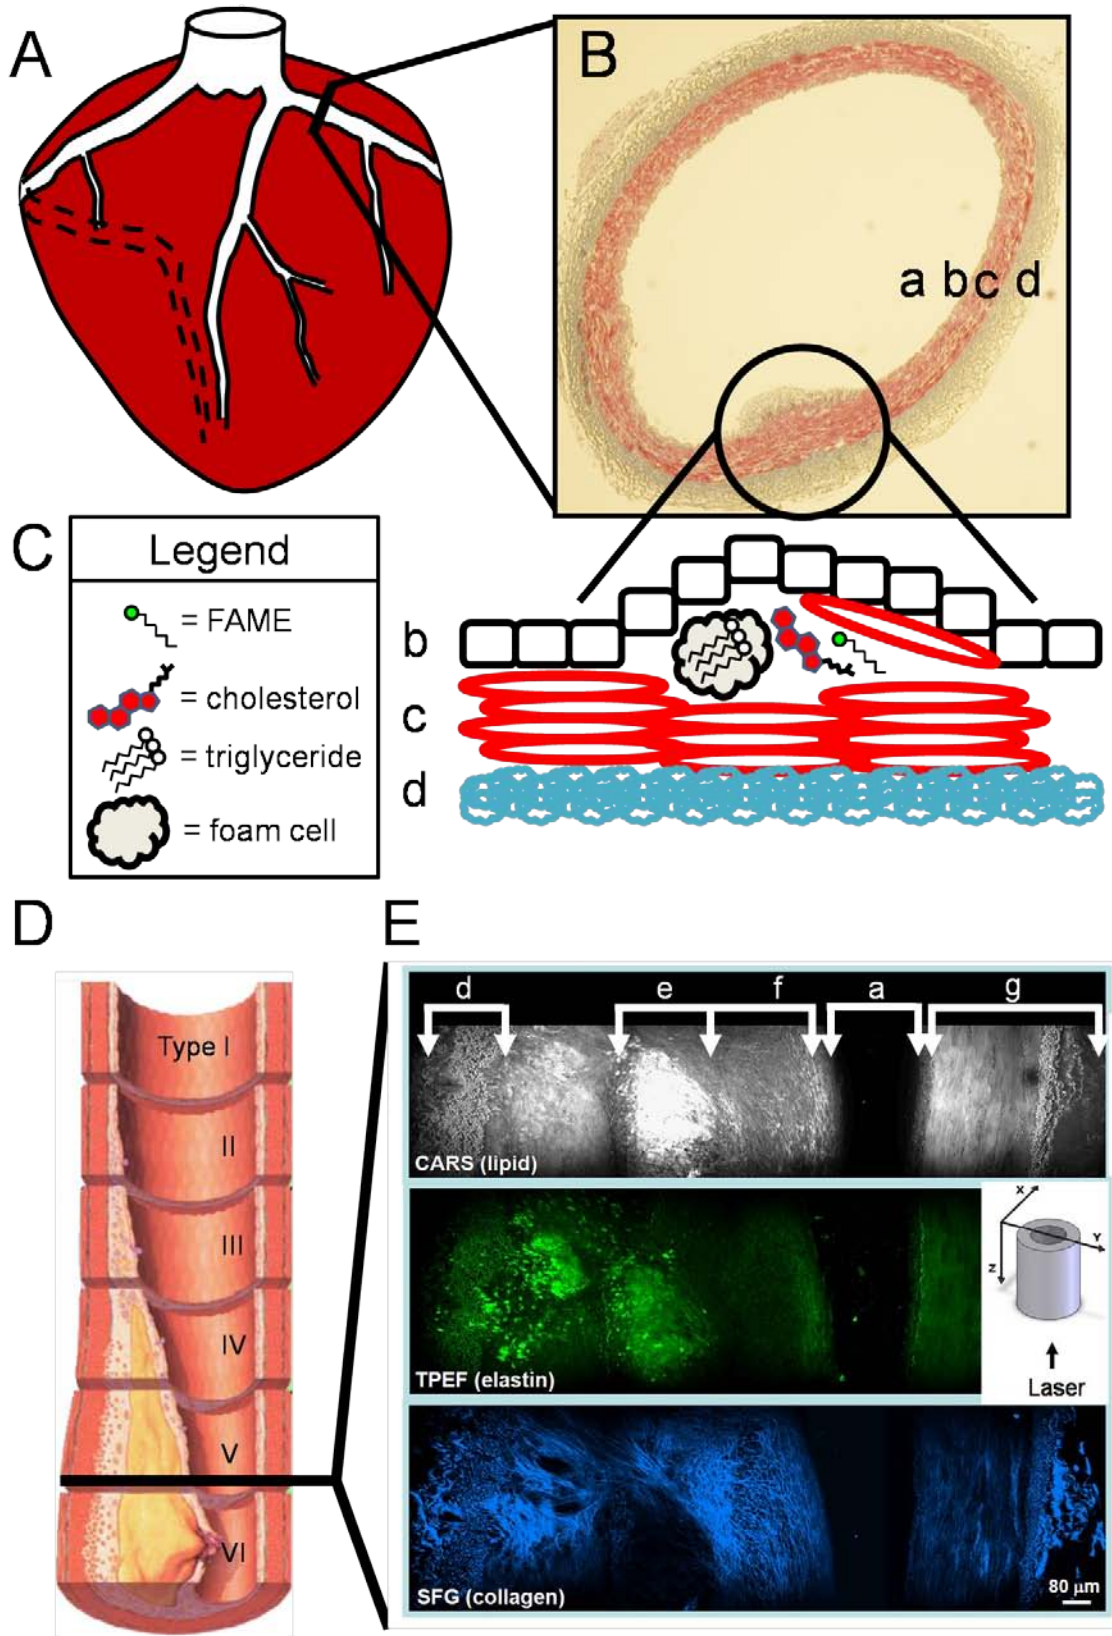 A
B
a bc d
C
Legend
= FAME
= cholesterol
= triglyceride
= foam cell
b
c
d
D
Type I
II
III
IV
V
VI
E
d e f a g
CARS (lipid)
TPEF (elastin)
X
Y
Z
Laser
SFG (collagen)
80 μm